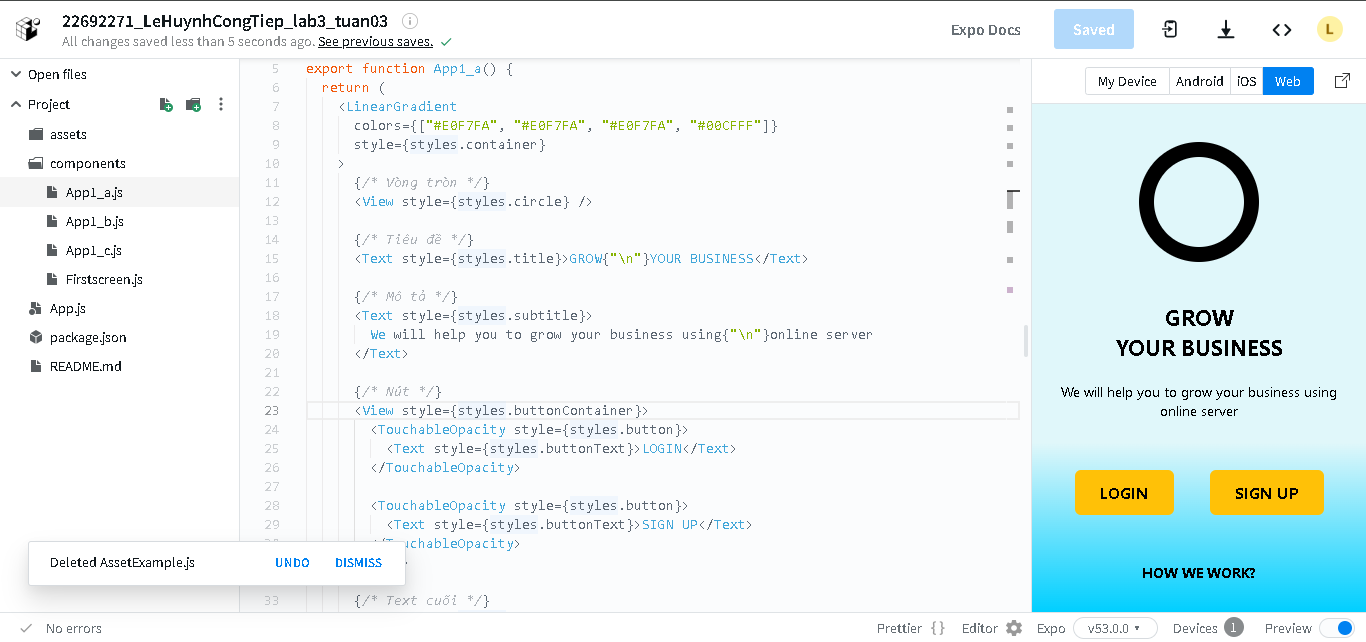 22692271_LeHuynhCongTiep_lab3_tuan03
All changes saved less than 5 seconds ago. See previous saves.
Expo Docs
Saved
L
Open files
Project
assets
components
App1_a.js
App1_b.js
App1_c.js
Firstscreen.js
App.js
package.json
README.md
5 export function App1_a() {
6 return (
7 <LinearGradient
8 colors={["#E0F7FA", "#E0F7FA", "#E0F7FA", "#00CFFF"]}
9 style={styles.container}
10 >
11 {/* Vòng tròn */}
12 <View style={styles.circle} />
13
14 {/* Tiêu đề */}
15 <Text style={styles.title}>GROW{"\n"}YOUR BUSINESS</Text>
16
17 {/* Mô tả */}
18 <Text style={styles.subtitle}>
19 We will help you to grow your business using{"\n"}online server
20 </Text>
21
22 {/* Nút */}
23 <View style={styles.buttonContainer}>
24 <TouchableOpacity style={styles.button}>
25 <Text style={styles.buttonText}>LOGIN</Text>
26 </TouchableOpacity>
27
28 <TouchableOpacity style={styles.button}>
29 <Text style={styles.buttonText}>SIGN UP</Text>
</TouchableOpacity>
33 {/* Text cuối */}
Deleted AssetExample.js
UNDO
DISMISS
My Device
Android
iOS
Web
GROW
YOUR BUSINESS
We will help you to grow your business using
online server
LOGIN
SIGN UP
HOW WE WORK?
No errors
Prettier {}
Editor
Expo
v53.0.0
Devices 1
Preview